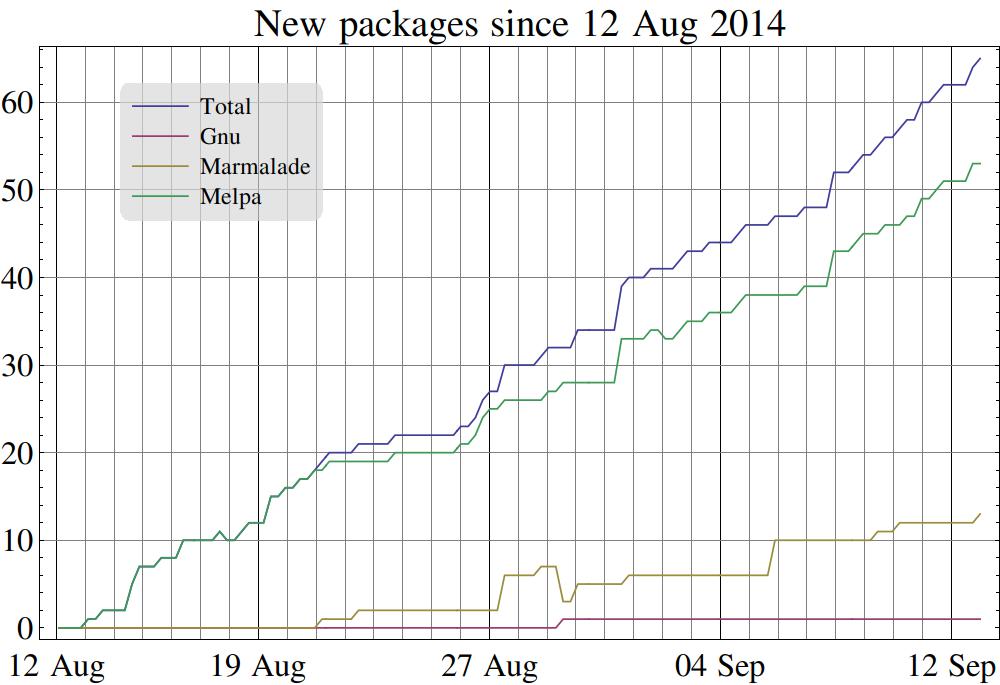 New packages since 12 Aug 2014
Total
Gnu
Marmalade
Melpa
60
50
40
30
20
10
0
12 Aug 19 Aug 27 Aug 04 Sep 12 Sep